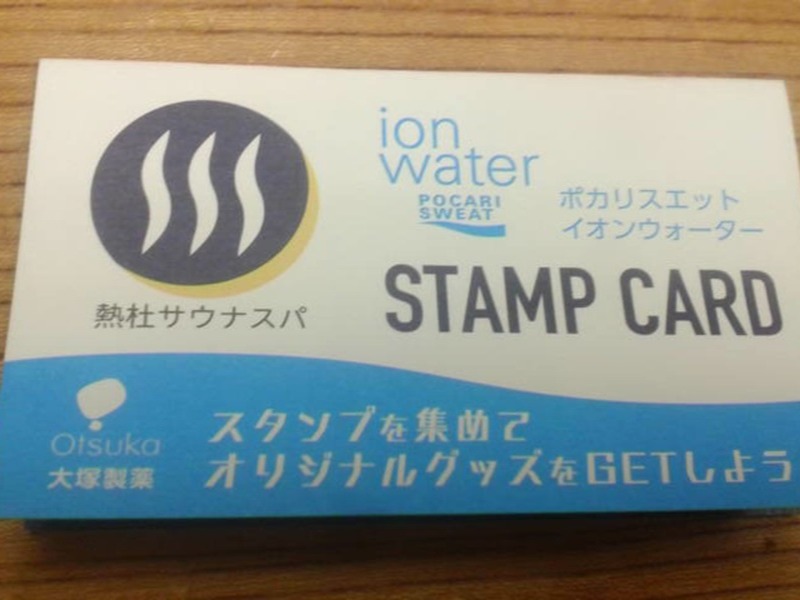 ion
water
POCARI
SWEAT
ポカリスエット
イオンウォーター
STAMP CARD
熱杜サウナスパ
Otsuka
大塚製薬
スタンプを集めて
オリジナルグッズをGETしよう